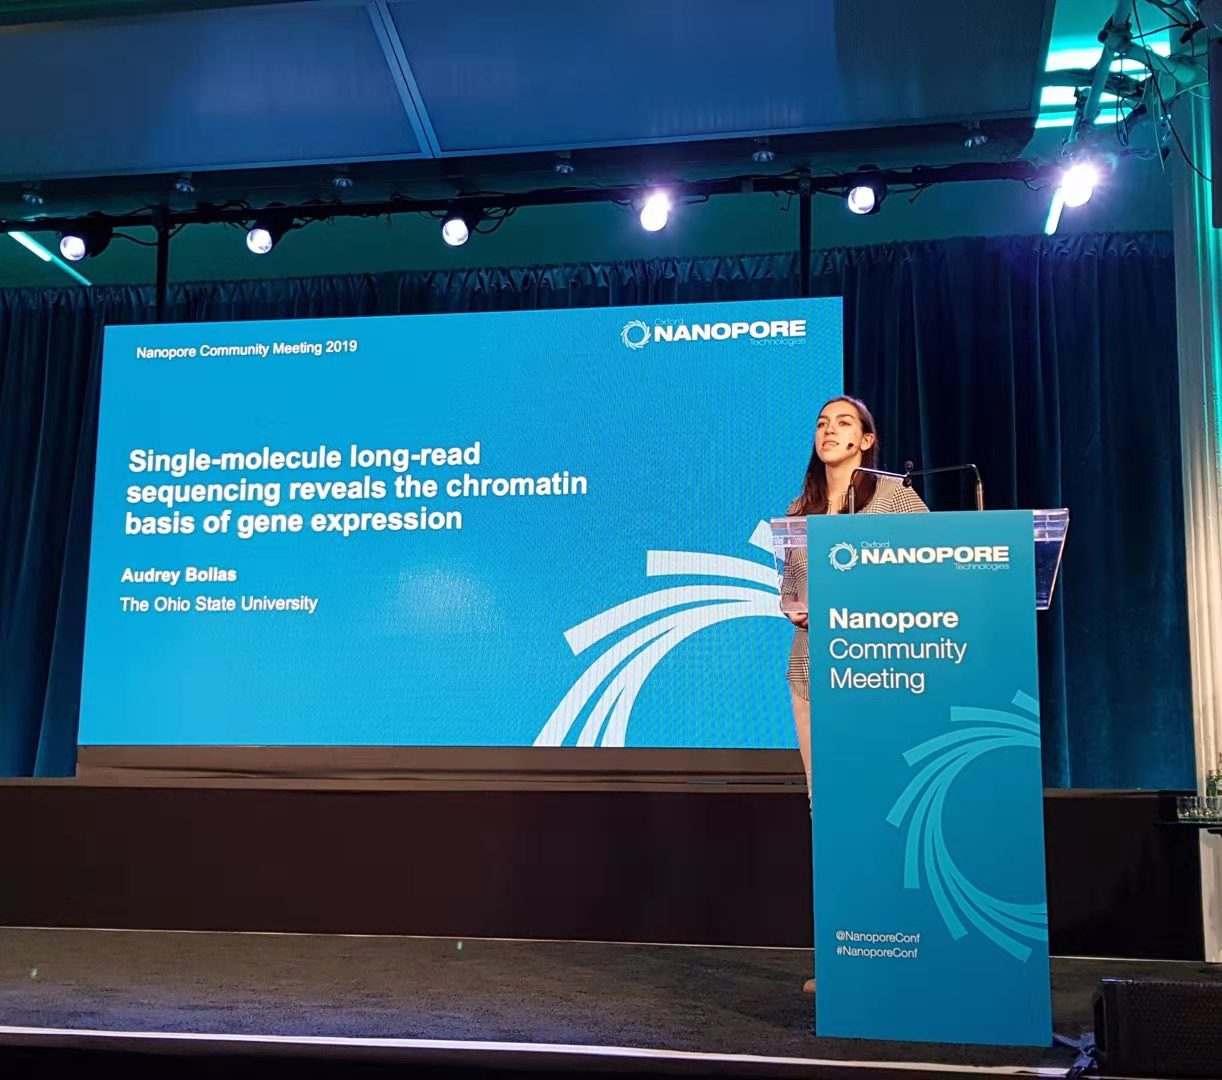 Nanopore Community Meeting 2019
Oxford
NANOPORE
Technologies
Single-molecule long-read
sequencing reveals the chromatin
basis of gene expression
Audrey Bollas
The Ohio State University
Oxford
NANOPORE
Technologies
Nanopore
Community
Meeting
@NanoporeConf
#NanoporeConf